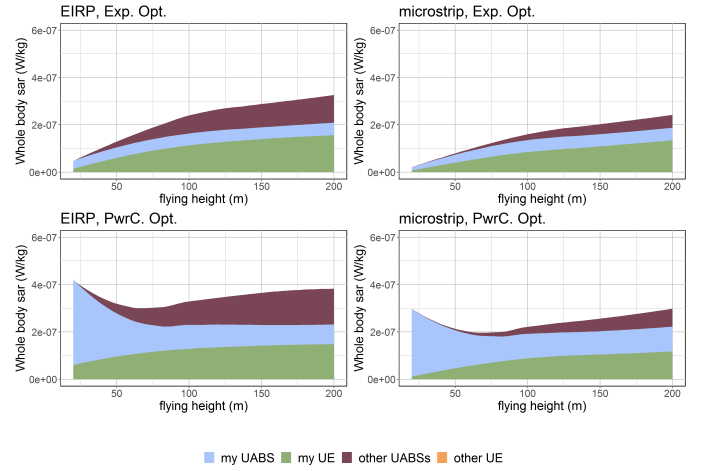 EIRP, Exp. Opt.
Whole body sar (W/kg)
6e-07
4e-07
2e-07
0e+00
50 100 150 200
flying height (m)
microstrip, Exp. Opt.
Whole body sar (W/kg)
6e-07
4e-07
2e-07
0e+00
50 100 150 200
flying height (m)
EIRP, PwrC. Opt.
Whole body sar (W/kg)
6e-07
4e-07
2e-07
0e+00
50 100 150 200
flying height (m)
microstrip, PwrC. Opt.
Whole body sar (W/kg)
6e-07
4e-07
2e-07
0e+00
50 100 150 200
flying height (m)
my UABS my UE other UABSs other UE